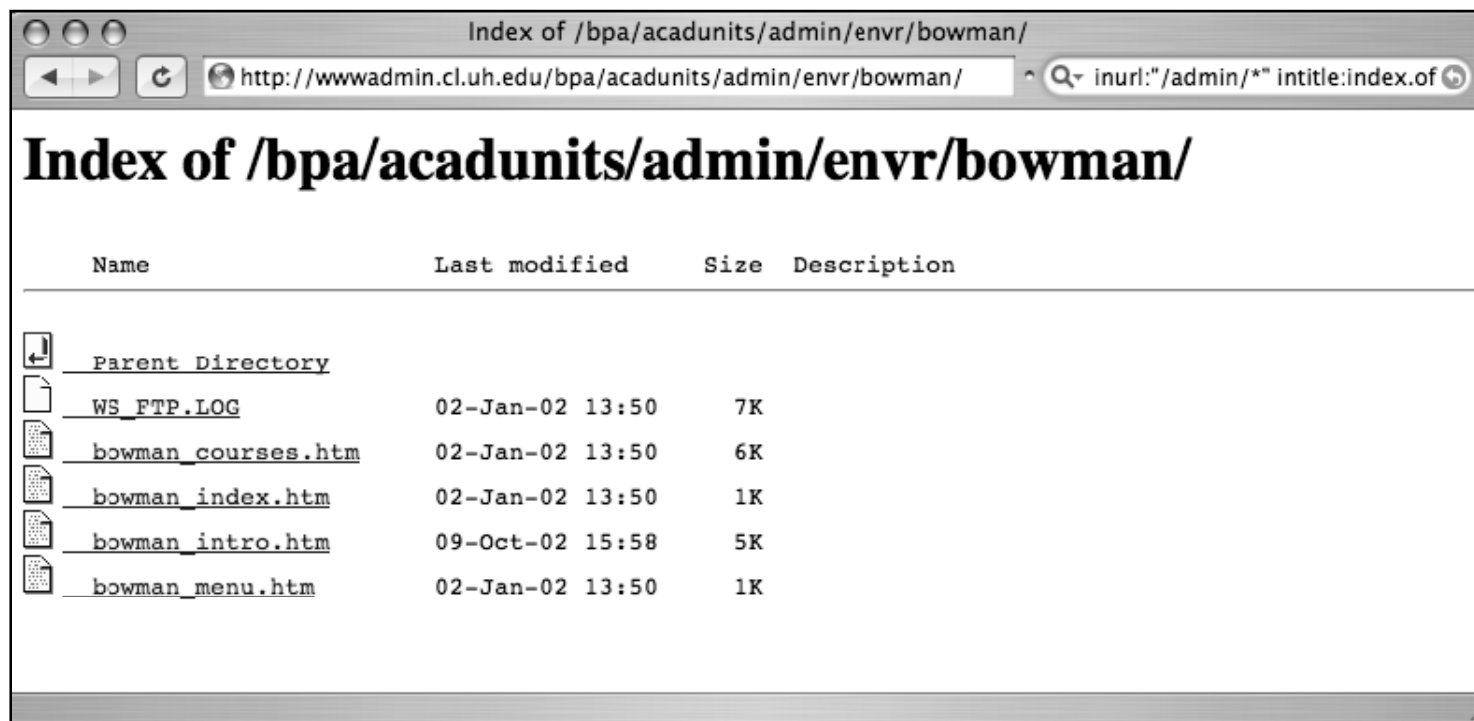 Index of /bpa/acadunits/admin/envr/bowman/
http://wwwadmin.cl.uh.edu/bpa/acadunits/admin/envr/bowman/ inurl:"/admin/*" intitle:index.of
Index of /bpa/acadunits/admin/envr/bowman/
Name Last modified Size Description
Parent Directory
WS_FTP.LOG 02-Jan-02 13:50 7K
bowman_courses.htm 02-Jan-02 13:50 6K
bowman_index.htm 02-Jan-02 13:50 1K
bowman_intro.htm 09-Oct-02 15:58 5K
bowman_menu.htm 02-Jan-02 13:50 1K